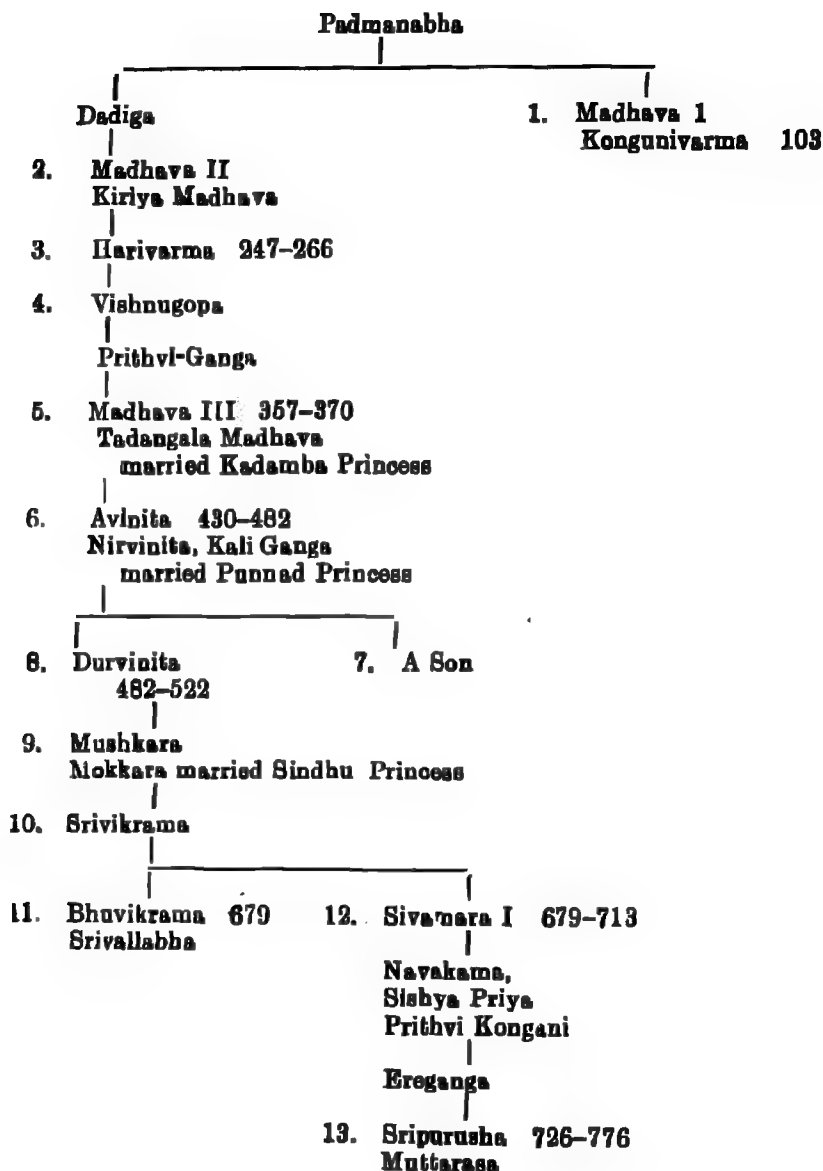 Padmanabha
Dadiga
1. Madhava 1
Kongunivarma 103
2. Madhava II
Kiriya Madhava
3. Harivarma 247–266
4. Vishnugopa
Prithvi-Ganga
5. Madhava III 357–370
Tadangala Madhava
married Kadamba Princess
6. Avinita 430–482
Nirvinita, Kali Ganga
married Punnad Princess
8. Durvinita
482–522
7. A Son
9. Mushkara
Mokkara married Sindhu Princess
10. Srivikrama
11. Bhuvikrama 679
Srivallabha
12. Sivamara I 679–713
Navakama,
Sishya Priya
Prithvi Kongani
Ereganga
13. Sripurusha 726–776
Muttarasa